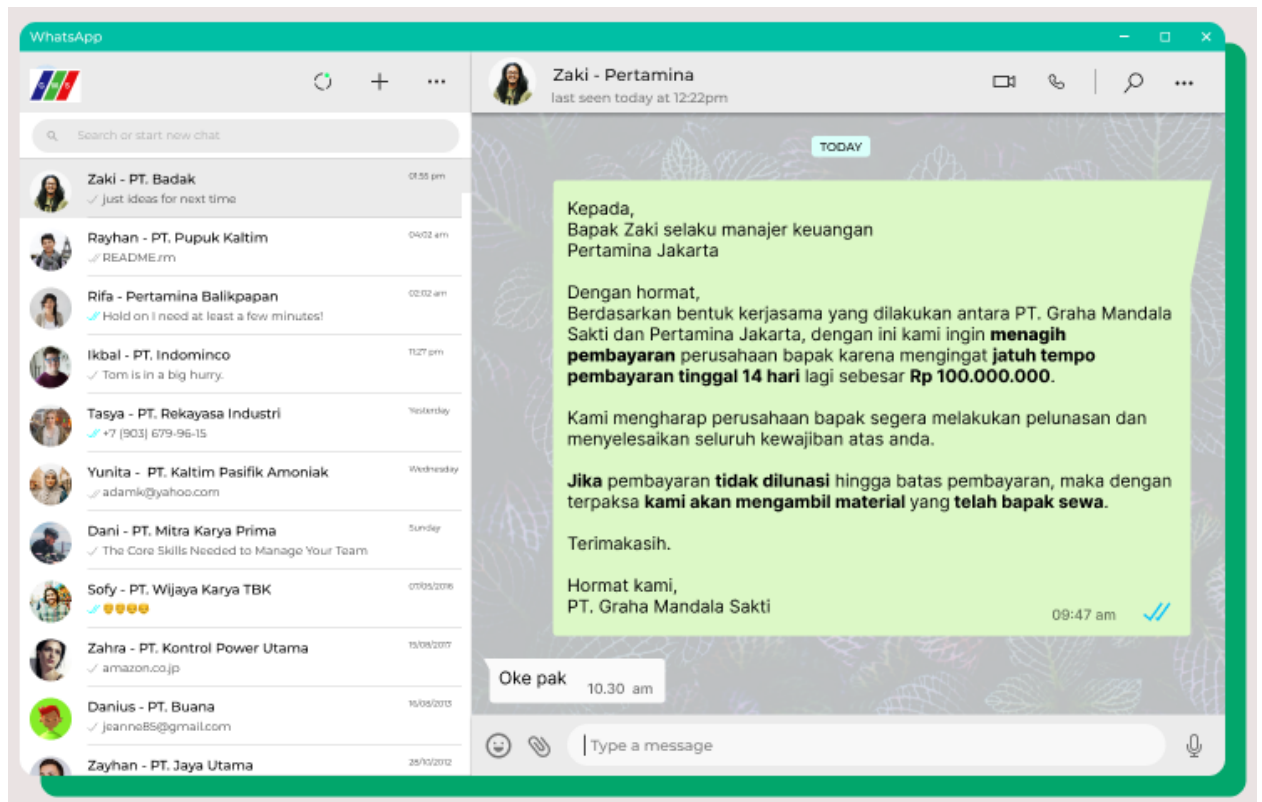 WhatsApp
GMS
Search or start new chat
Zaki - PT. Badak
01:55 pm
just ideas for next time
Rayhan - PT. Pupuk Kaltim
04:02 am
README.rm
Rifa - Pertamina Balikpapan
02:02 am
Hold on I need at least a few minutes!
Ikbal - PT. Indominco
11:27 pm
Tom is in a big hurry.
Tasya - PT. Rekayasa Industri
Yesterday
+7 (903) 679-96-15
Yunita - PT. Kaltim Pasifik Amoniak
Wednesday
adamk@yahoo.com
Dani - PT. Mitra Karya Prima
Sunday
The Core Skills Needed to Manage Your Team
Sofy - PT. Wijaya Karya TBK
07/05/2016
Zahra - PT. Kontrol Power Utama
15/09/2017
amazon.co.jp
Danius - PT. Buana
16/08/2013
jeanne85@gmail.com
Zayhan - PT. Jaya Utama
28/10/2012
Zaki - Pertamina
last seen today at 12:22pm
TODAY
Kepada,
Bapak Zaki selaku manajer keuangan
Pertamina Jakarta
Dengan hormat,
Berdasarkan bentuk kerjasama yang dilakukan antara PT. Graha Mandala
Sakti dan Pertamina Jakarta, dengan ini kami ingin menagih
pembayaran perusahaan bapak karena mengingat jatuh tempo
pembayaran tinggal 14 hari lagi sebesar Rp 100.000.000.
Kami mengharap perusahaan bapak segera melakukan pelunasan dan
menyelesaikan seluruh kewajiban atas anda.
Jika pembayaran tidak dilunasi hingga batas pembayaran, maka dengan
terpaksa kami akan mengambil material yang telah bapak sewa.
Terimakasih.
Hormat kami,
PT. Graha Mandala Sakti
09:47 am
Oke pak
10.30 am
Type a message